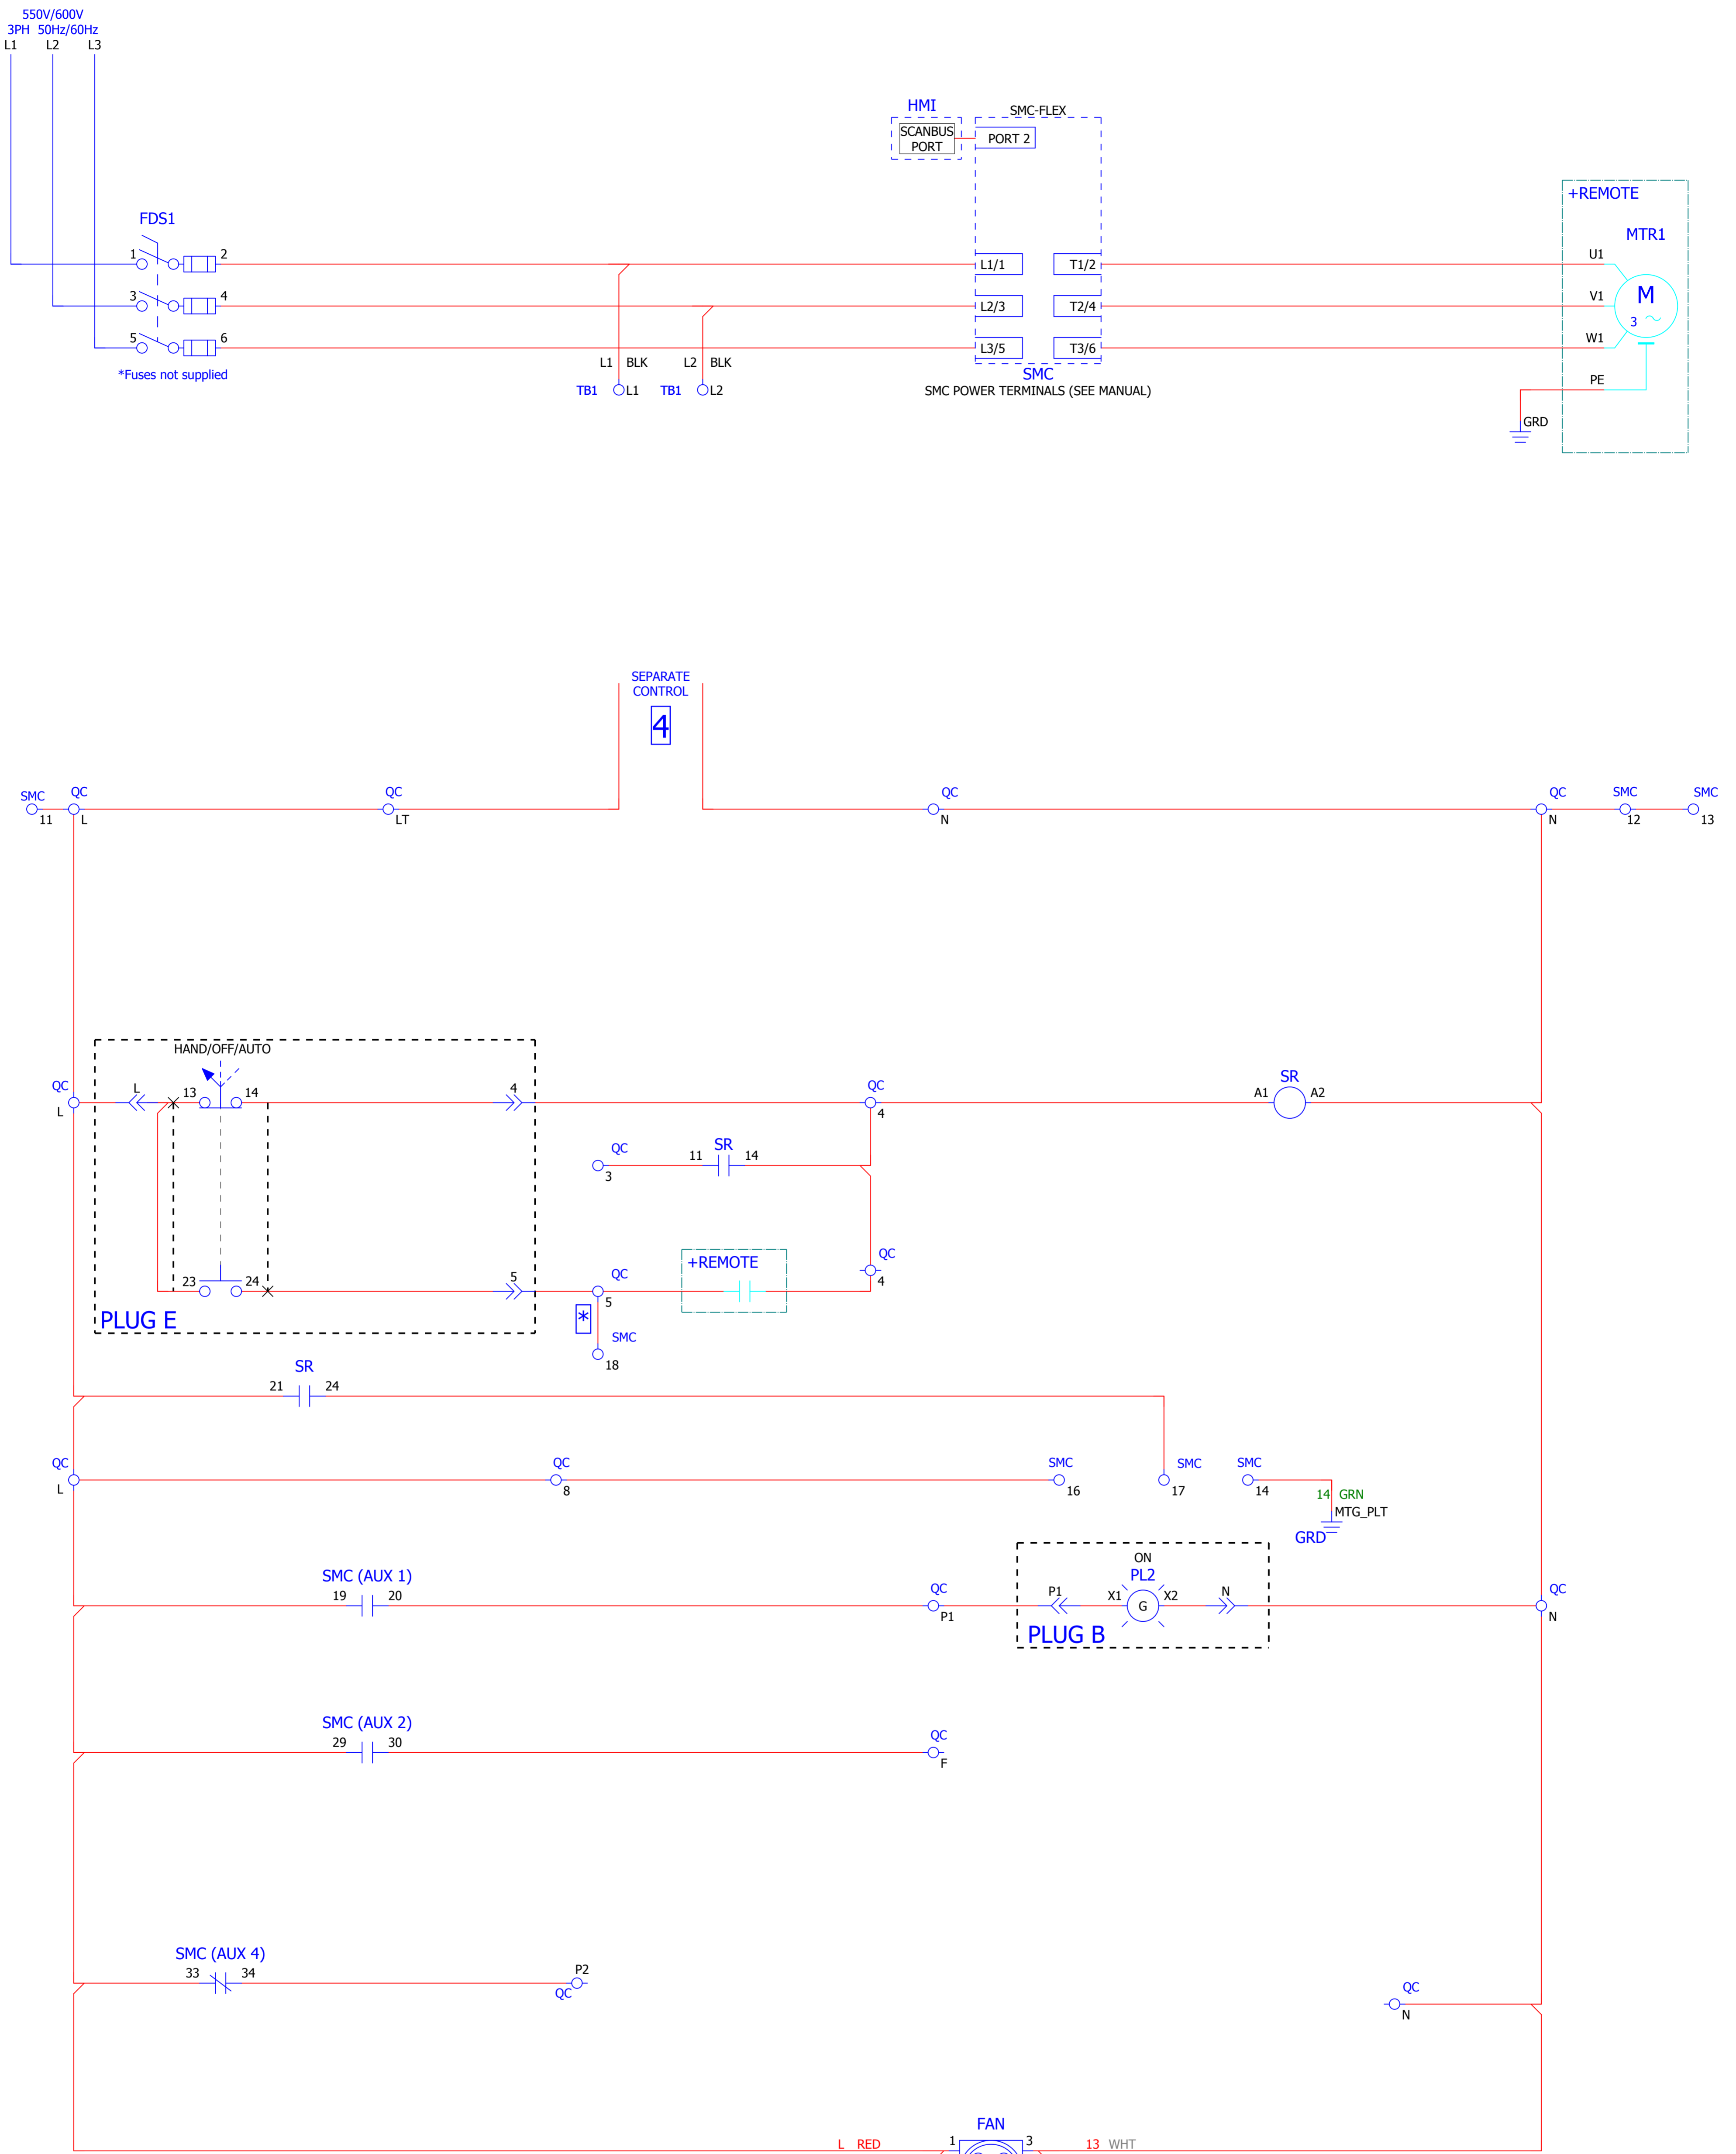 550V/600V
3PH 50Hz/60Hz
L1 L2 L3
HMI
SMC-FLEX
SCANBUS
PORT
PORT 2
+REMOTE
FDS1
MTR1
1 2
L1/1 T1/2
U1
3 4
L2/3 T2/4
V1
M
3
5 6
L3/5 T3/6
W1
*Fuses not supplied
L1 BLK L2 BLK
SMC
TB1 L1 TB1 L2
SMC POWER TERMINALS (SEE MANUAL)
PE
GRD
SEPARATE
CONTROL
4
SMC QC QC QC QC SMC SMC
11 L LT N N 12 13
HAND/OFF/AUTO
QC L 13 14 4 QC SR
L 4 A1 A2
QC SR
11 14
3
+REMOTE QC
23 24 5 QC 4
PLUG E
* 5
SMC
18
SR
21 24
QC QC SMC SMC SMC
L 8 16 17 14
14 GRN
MTG_PLT
GRD
ON
SMC (AUX 1) PL2
19 20 QC P1 X1 G X2 N QC
P1 N
PLUG B
SMC (AUX 2)
29 30 QC
F
SMC (AUX 4)
33 34 P2
QC
QC
N
FAN
L RED 1 3 13 WHT